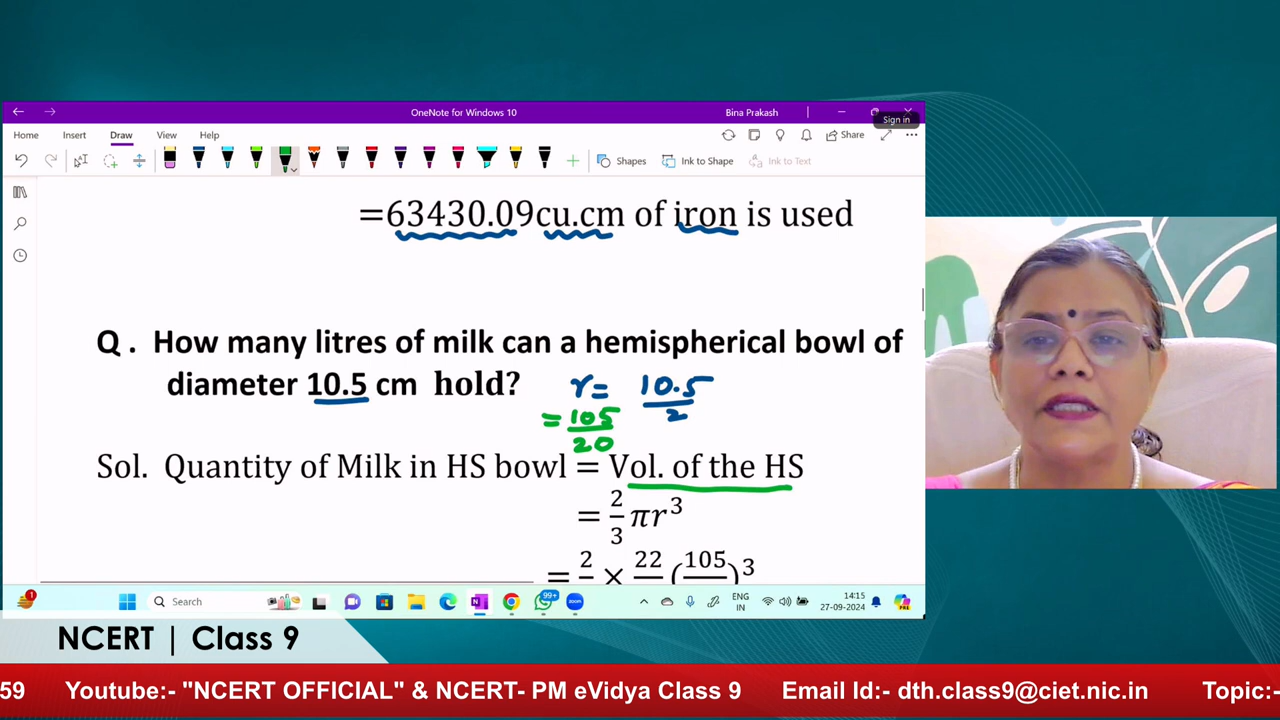 OneNote for Windows 10
Bina Prakash
Sign in
Home Insert Draw View Help
Share
Shapes Ink to Shape Ink to Text
=63430.09cu.cm of iron is used
Q . How many litres of milk can a hemispherical bowl of
diameter 10.5 cm hold?
r= 10.5/2
= 105/20
Sol. Quantity of Milk in HS bowl = Vol. of the HS
= 2/3 πr³
= 2/ × 22/ (105/)³
1
Search
99+
zoom
ENG
IN
14:15
27-09-2024
PRE
NCERT | Class 9
59 Youtube:- "NCERT OFFICIAL" & NCERT- PM eVidya Class 9 Email Id:- dth.class9@ciet.nic.in Topic:-